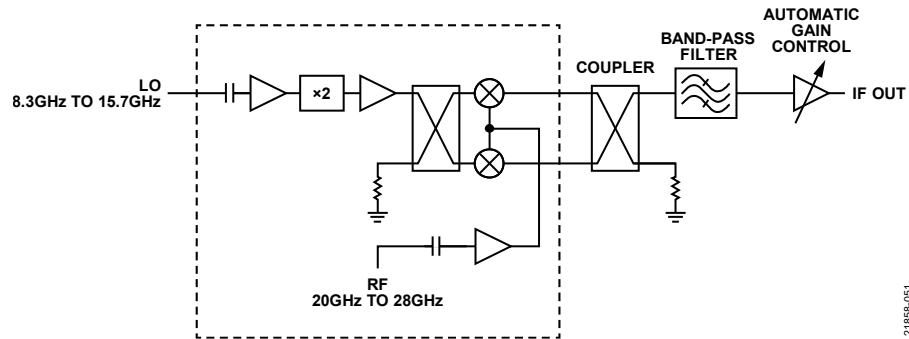 AUTOMATIC
GAIN
CONTROL
BAND-PASS
FILTER
COUPLER
LO
8.3GHz TO 15.7GHz
×2
IF OUT
RF
20GHz TO 28GHz
21858-051